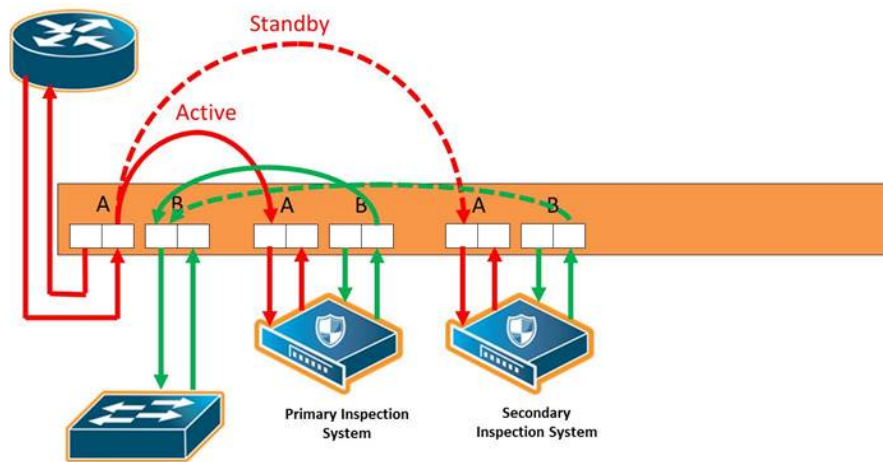 Standby
Active
A
B
A
B
A
B
Primary Inspection
System
Secondary
Inspection System